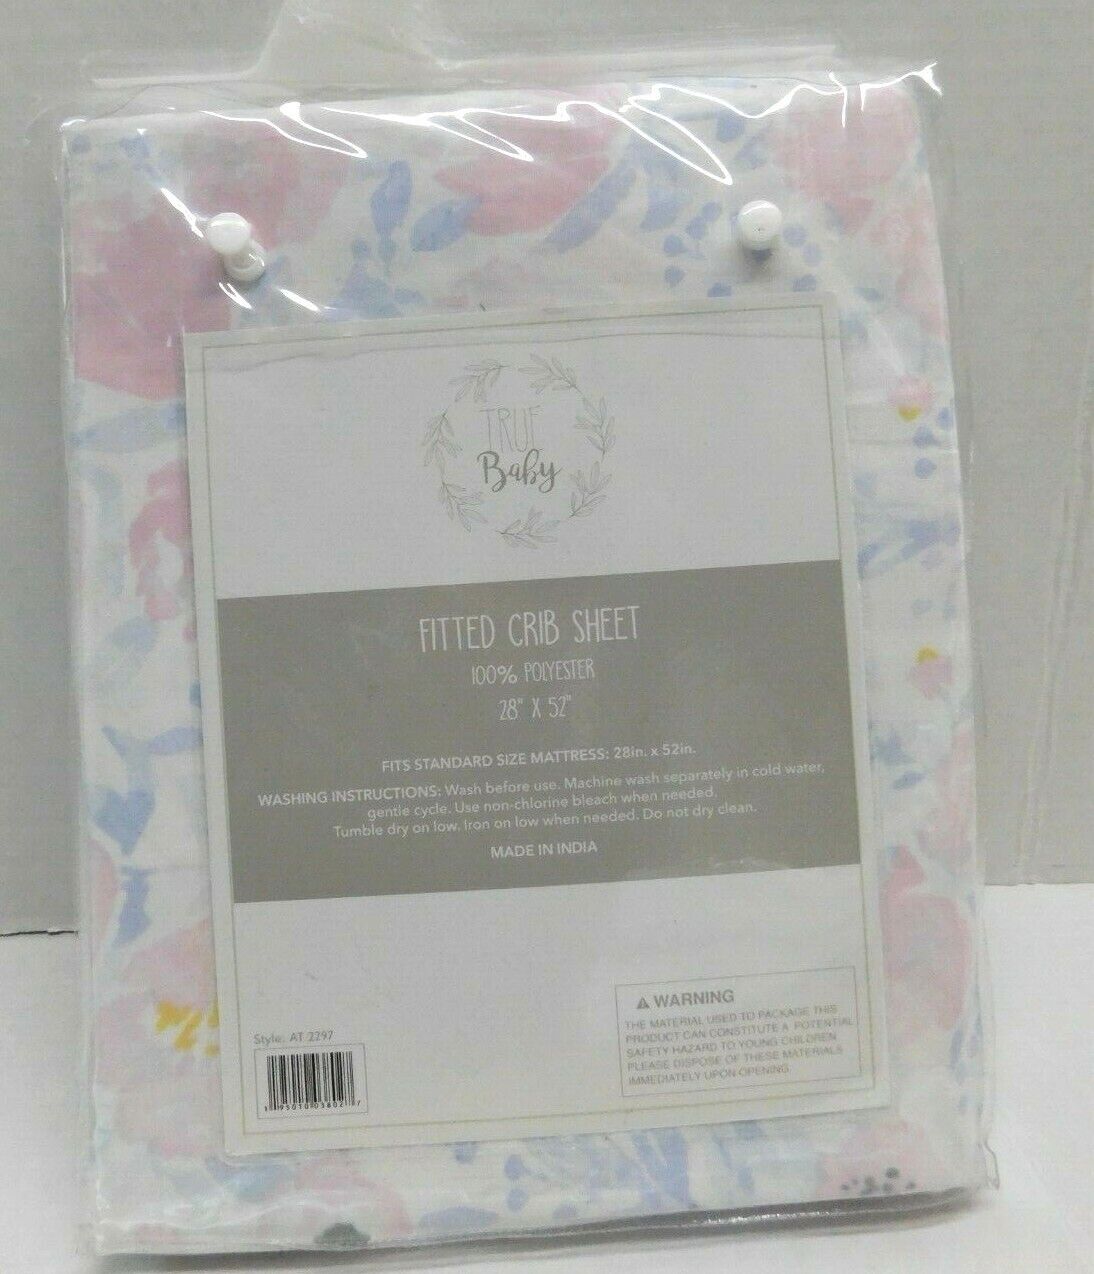 TRUE
Baby
FITTED CRIB SHEET
100% POLYESTER
28" X 52"
FITS STANDARD SIZE MATTRESS: 28in. x 52in.
WASHING INSTRUCTIONS: Wash before use. Machine wash separately in cold water,
gentle cycle. Use non-chlorine bleach when needed.
Tumble dry on low. Iron on low when needed. Do not dry clean.
MADE IN INDIA
Style: AT 2297
⚠ WARNING
THE MATERIAL USED TO PACKAGE THIS
PRODUCT CAN CONSTITUTE A POTENTIAL
SAFETY HAZARD TO YOUNG CHILDREN
PLEASE DISPOSE OF THESE MATERIALS
IMMEDIATELY UPON OPENING